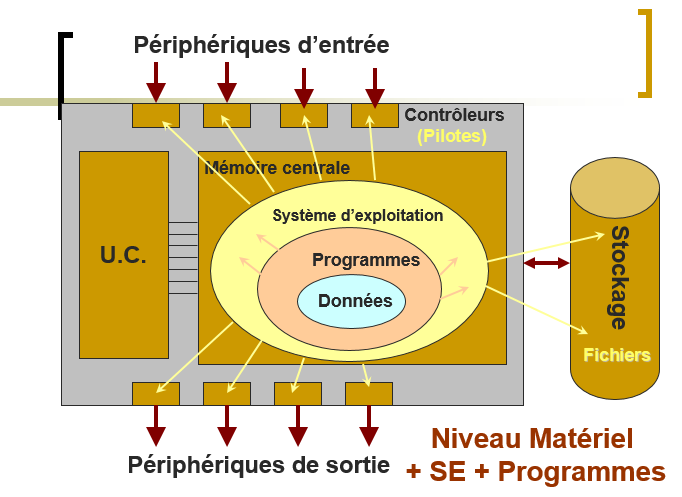 Périphériques d’entrée
Contrôleurs
(Pilotes)
Mémoire centrale
Système d’exploitation
U.C.
Programmes
Données
Stockage
Fichiers
Niveau Matériel
+ SE + Programmes
Périphériques de sortie